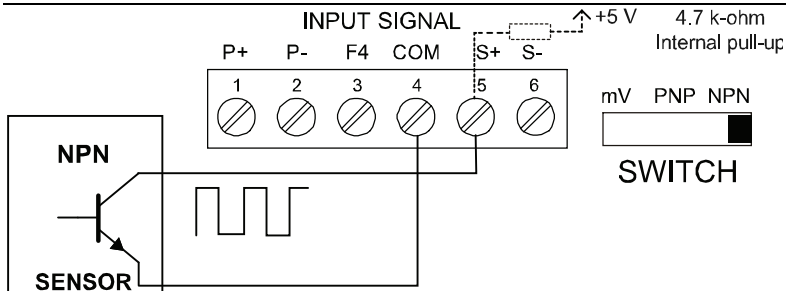 INPUT SIGNAL
+5 V
4.7 k-ohm
Internal pull-up
P+ P- F4 COM S+ S-
1 2 3 4 5 6
mV PNP NPN
SWITCH
NPN
SENSOR